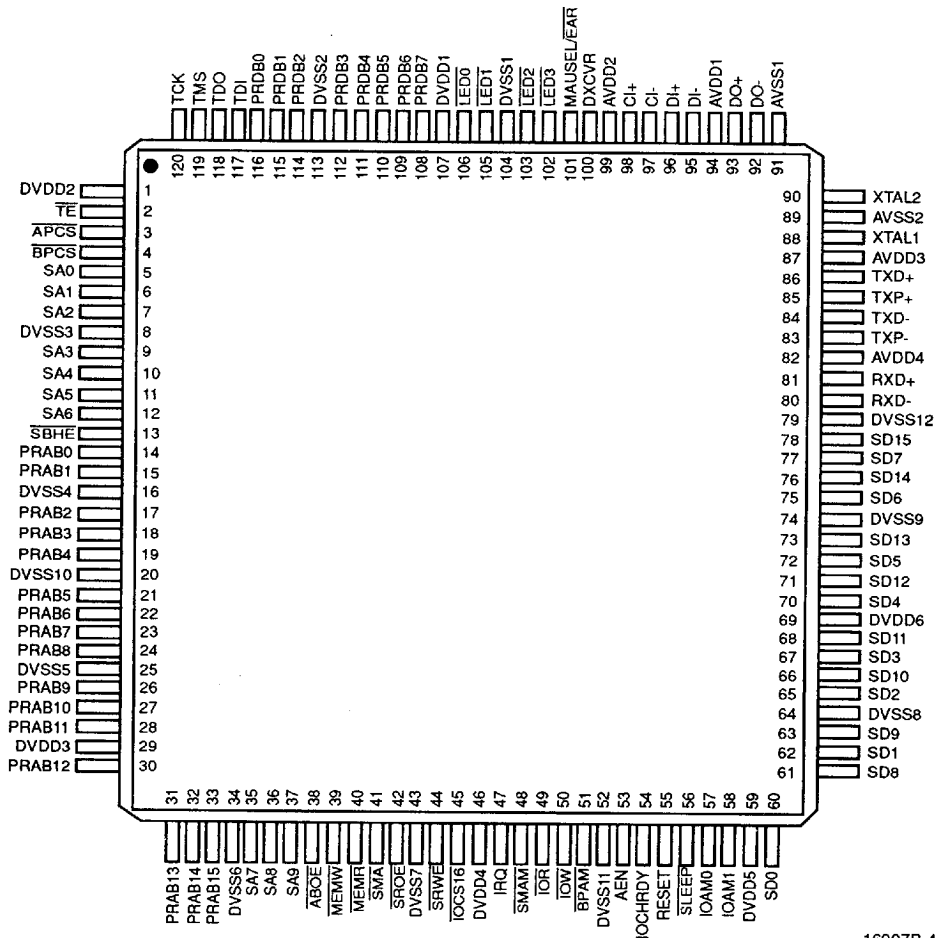 TCK
TMS
TDO
TDI
PRDB0
PRDB1
PRDB2
DVSS2
PRDB3
PRDB4
PRDB5
PRDB6
PRDB7
DVDD1
LED0
LED1
DVSS1
LED2
LED3
MAUSEL/EAR
DXCVR
AVDD2
CI+
CI-
DI+
DI-
AVDD1
DO+
DO-
AVSS1
120
119
118
117
116
115
114
113
112
111
110
109
108
107
106
105
104
103
102
101
100
99
98
97
96
95
94
93
92
91
DVDD2 1
TE 2
APCS 3
BPCS 4
SA0 5
SA1 6
SA2 7
DVSS3 8
SA3 9
SA4 10
SA5 11
SA6 12
SBHE 13
PRAB0 14
PRAB1 15
DVSS4 16
PRAB2 17
PRAB3 18
PRAB4 19
DVSS10 20
PRAB5 21
PRAB6 22
PRAB7 23
PRAB8 24
DVSS5 25
PRAB9 26
PRAB10 27
PRAB11 28
DVDD3 29
PRAB12 30
90 XTAL2
89 AVSS2
88 XTAL1
87 AVDD3
86 TXD+
85 TXP+
84 TXD-
83 TXP-
82 AVDD4
81 RXD+
80 RXD-
79 DVSS12
78 SD15
77 SD7
76 SD14
75 SD6
74 DVSS9
73 SD13
72 SD5
71 SD12
70 SD4
69 DVDD6
68 SD11
67 SD3
66 SD10
65 SD2
64 DVSS8
63 SD9
62 SD1
61 SD8
31
32
33
34
35
36
37
38
39
40
41
42
43
44
45
46
47
48
49
50
51
52
53
54
55
56
57
58
59
60
PRAB13
PRAB14
PRAB15
DVSS6
SA7
SA8
SA9
ABOE
MEMW
MEMR
SMA
SROE
DVSS7
SRWE
IOCS16
DVDD4
IRQ
SMAM
IOR
IOW
BPAM
DVSS11
AEN
IOCHRDY
RESET
SLEEP
IOAM0
IOAM1
DVDD5
SD0